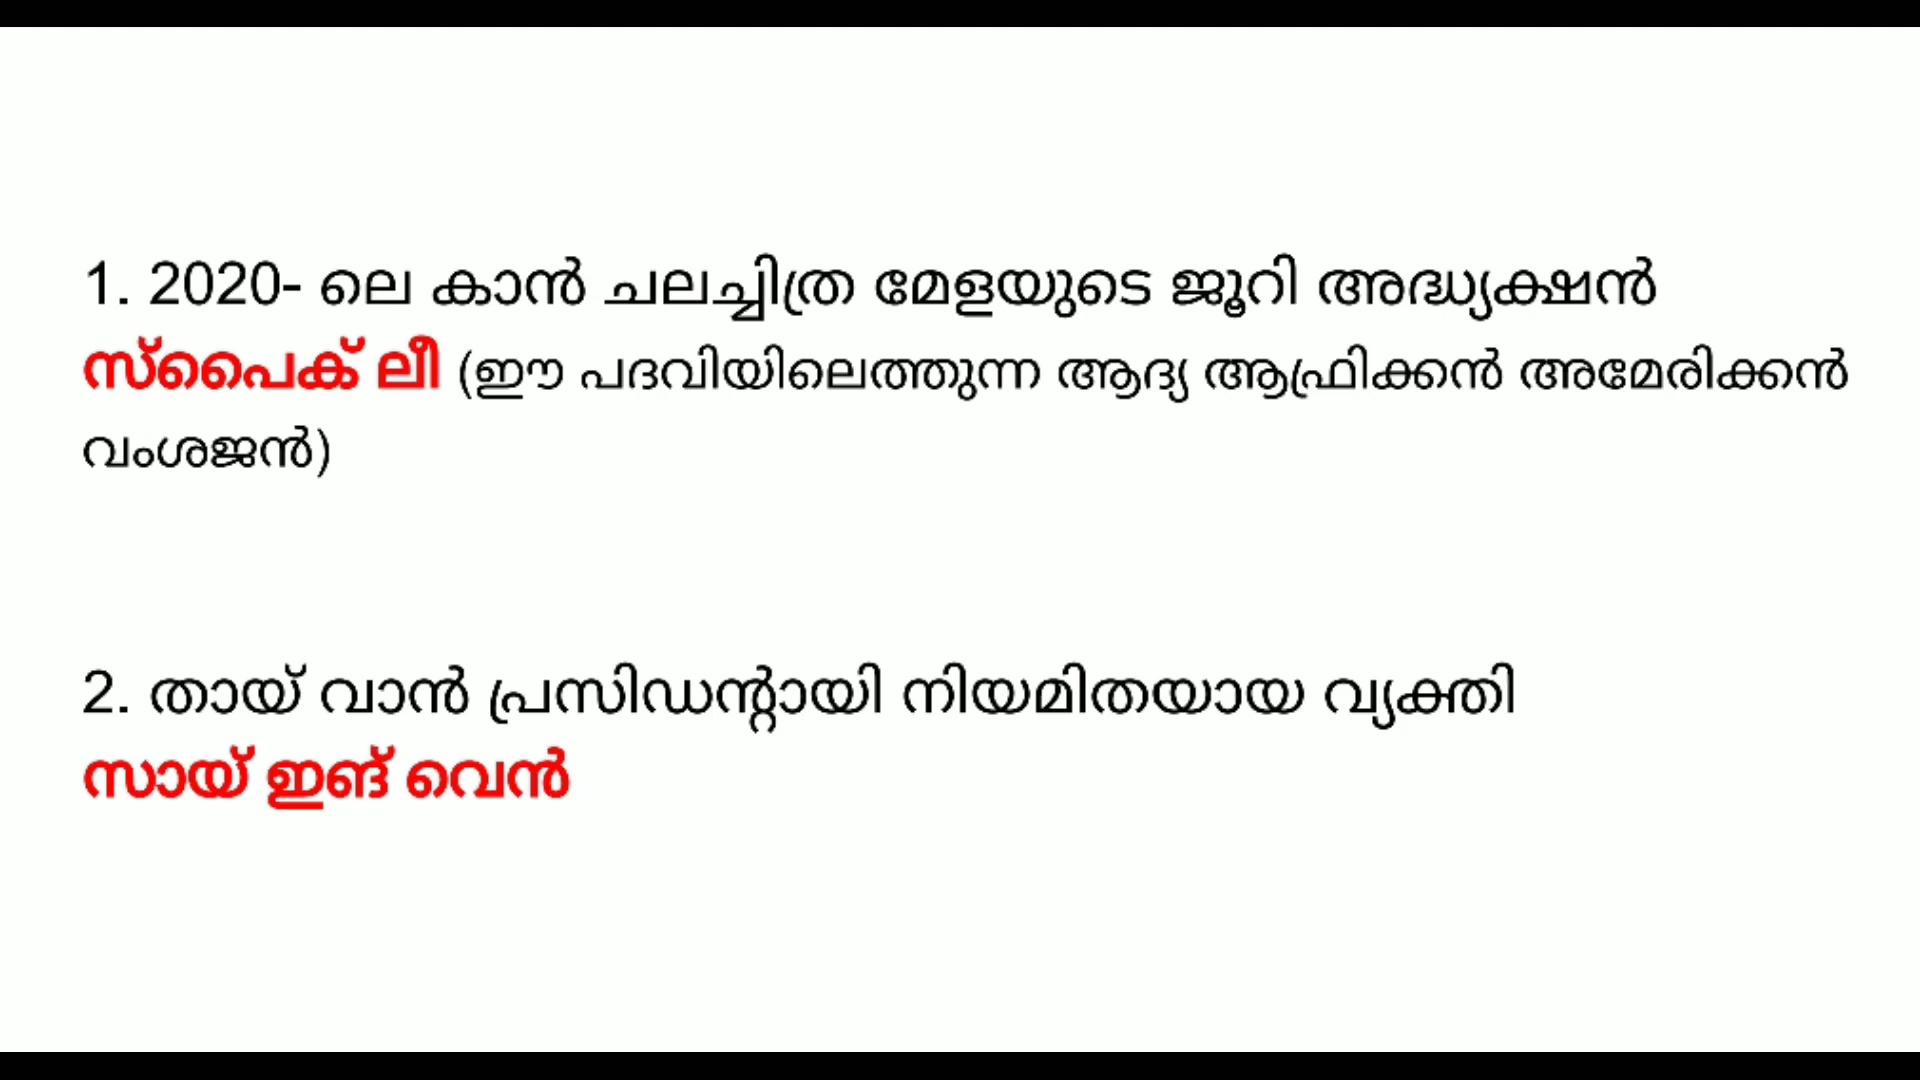 1. 2020- ലെ കാൻ ചലച്ചിത്ര മേളയുടെ ജൂറി അദ്ധ്യക്ഷൻ
സ്പൈക് ലീ (ഈ പദവിയിലെത്തുന്ന ആദ്യ ആഫ്രിക്കൻ അമേരിക്കൻ
വംശജൻ)
2. തായ് വാൻ പ്രസിഡന്റായി നിയമിതയായ വ്യക്തി
സായ് ഇങ് വെൻ